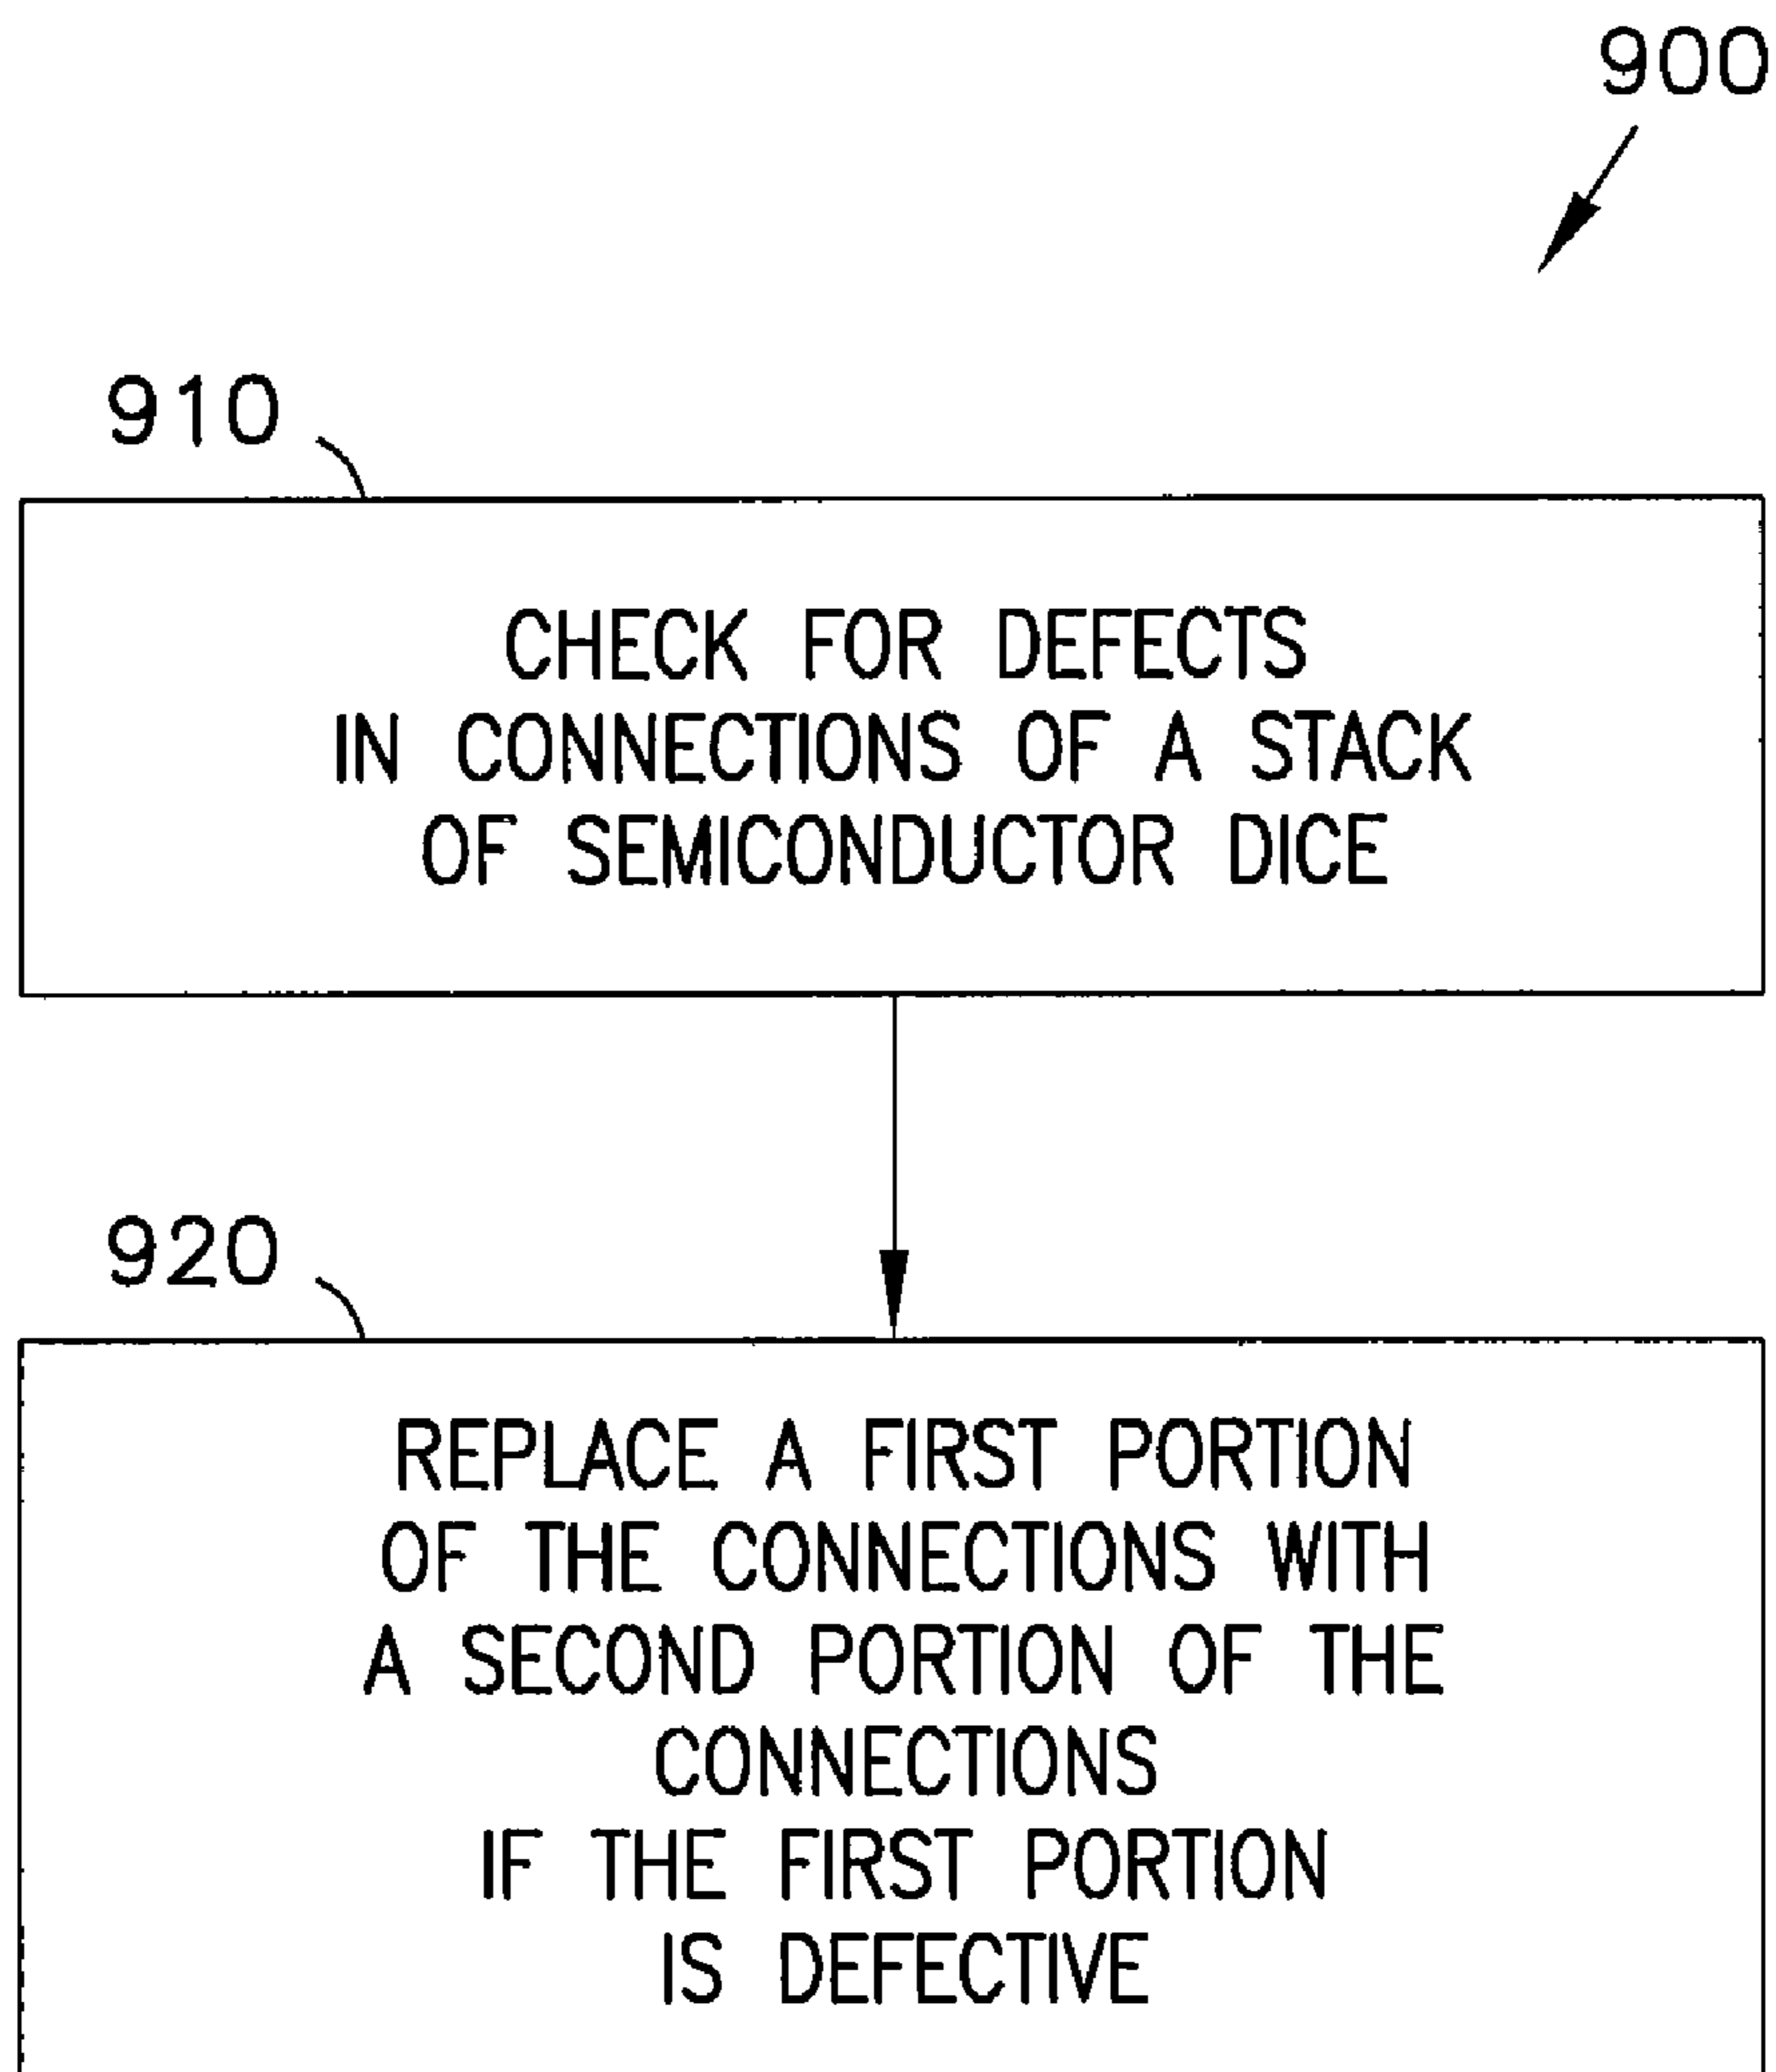 900
910
CHECK FOR DEFECTS
IN CONNECTIONS OF A STACK
OF SEMICONDUCTOR DICE
920
REPLACE A FIRST PORTION
OF THE CONNECTIONS WITH
A SECOND PORTION OF THE
CONNECTIONS
IF THE FIRST PORTION
IS DEFECTIVE